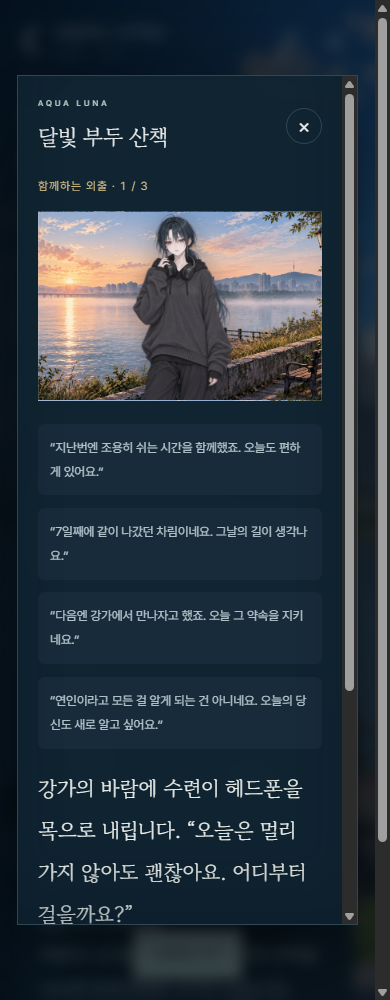 AQUA LUNA
달빛 부두 산책
함께하는 외출 · 1 / 3
“지난번엔 조용히 쉬는 시간을 함께했죠. 오늘도 편하
게 있어요.”
“7일째에 같이 나갔던 차림이네요. 그날의 길이 생각나
요.”
“다음엔 강가에서 만나자고 했죠. 오늘 그 약속을 지키
네요.”
“연인이라고 모든 걸 알게 되는 건 아니네요. 오늘의 당
신도 새로 알고 싶어요.”
강가의 바람에 수련이 헤드폰을
목으로 내립니다. “오늘은 멀리
가지 않아도 괜찮아요. 어디부터
걸을까요?”